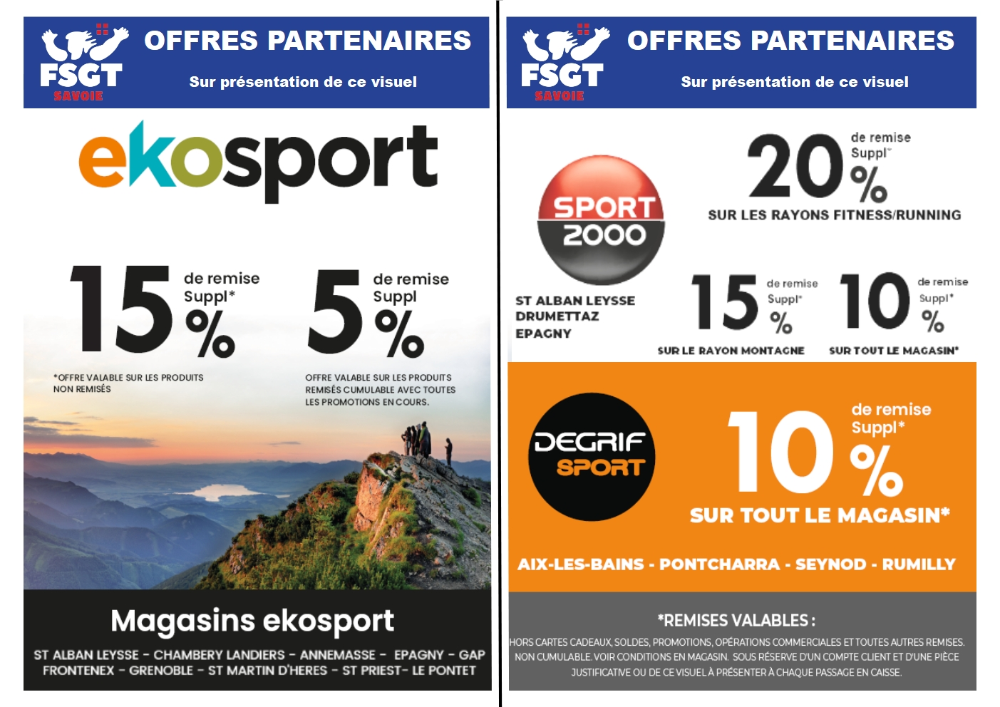 FSGT
SAVOIE
OFFRES PARTENAIRES
Sur présentation de ce visuel
ekosport
15 %
de remise
Suppl*
*OFFRE VALABLE SUR LES PRODUITS
NON REMISÉS
5 %
de remise
Suppl
OFFRE VALABLE SUR LES PRODUITS
REMISÉS CUMULABLE AVEC TOUTES
LES PROMOTIONS EN COURS.
Magasins ekosport
ST ALBAN LEYSSE - CHAMBERY LANDIERS - ANNEMASSE - EPAGNY - GAP
FRONTENEX - GRENOBLE - ST MARTIN D'HERES - ST PRIEST- LE PONTET
FSGT
SAVOIE
OFFRES PARTENAIRES
Sur présentation de ce visuel
SPORT
2000
ST ALBAN LEYSSE
DRUMETTAZ
EPAGNY
20 %
de remise
Suppl*
SUR LES RAYONS FITNESS/RUNNING
15 %
de remise
Suppl*
SUR LE RAYON MONTAGNE
10 %
de remise
Suppl*
SUR TOUT LE MAGASIN*
DEGRIF
SPORT
10 %
de remise
Suppl*
SUR TOUT LE MAGASIN*
AIX-LES-BAINS - PONTCHARRA - SEYNOD - RUMILLY
*REMISES VALABLES :
HORS CARTES CADEAUX, SOLDES, PROMOTIONS, OPÉRATIONS COMMERCIALES ET TOUTES AUTRES REMISES.
NON CUMULABLE. VOIR CONDITIONS EN MAGASIN. SOUS RÉSERVE D'UN COMPTE CLIENT ET D'UNE PIÈCE
JUSTIFICATIVE OU DE CE VISUEL À PRÉSENTER À CHAQUE PASSAGE EN CAISSE.